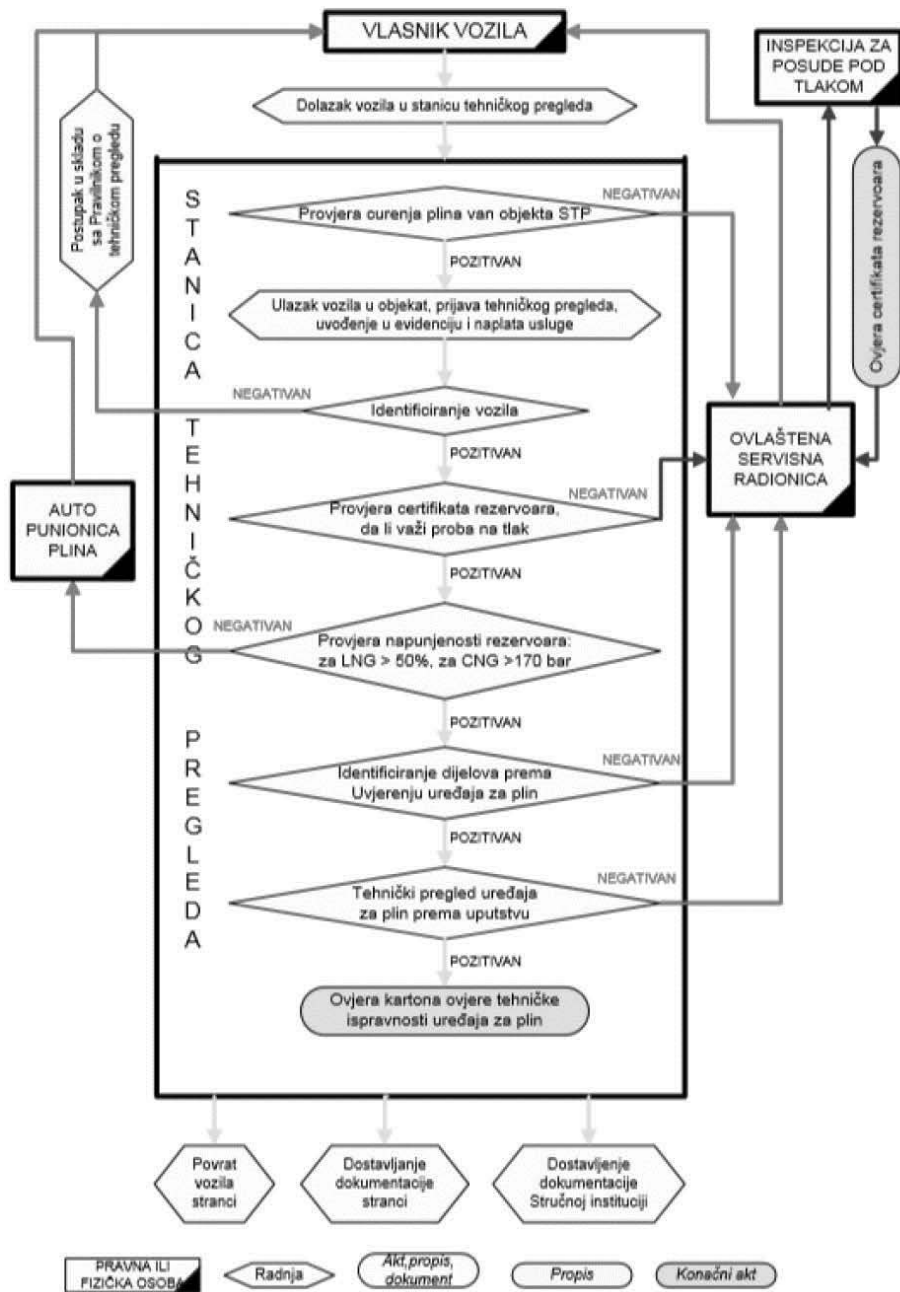 VLASNIK VOZILA
INSPEKCIJA ZA
POSUDE POD
TLAKOM
Dolazak vozila u stanicu tehničkog pregleda
Postupak u skladu
sa Pravilnikom o
tehničkom pregledu
Ovjera certifikata rezervoara
STANICA TEHNIČKOG PREGLEDA
NEGATIVAN
Provjera curenja plina van objekta STP
POZITIVAN
Ulazak vozila u objekat, prijava tehničkog pregleda,
uvođenje u evidenciju i naplata usluge
NEGATIVAN
Identificiranje vozila
POZITIVAN
OVLAŠTENA
SERVISNA
RADIONICA
NEGATIVAN
Provjera certifikata rezervoara,
da li važi proba na tlak
AUTO
PUNIONICA
PLINA
POZITIVAN
NEGATIVAN
Provjera napunjenosti rezervoara:
za LNG > 50%, za CNG >170 bar
POZITIVAN
NEGATIVAN
Identificiranje dijelova prema
Uvjerenju uređaja za plin
POZITIVAN
NEGATIVAN
Tehnički pregled uređaja
za plin prema uputstvu
POZITIVAN
Ovjera kartona ovjere tehničke
ispravnosti uređaja za plin
Povrat
vozila
stranci
Dostavljanje
dokumentacije
stranci
Dostavljenje
dokumentacije
Stručnoj instituciji
PRAVNA ILI
FIZIČKA OSOBA
Radnja
Akt,propis,
dokument
Propis
Konačni akt